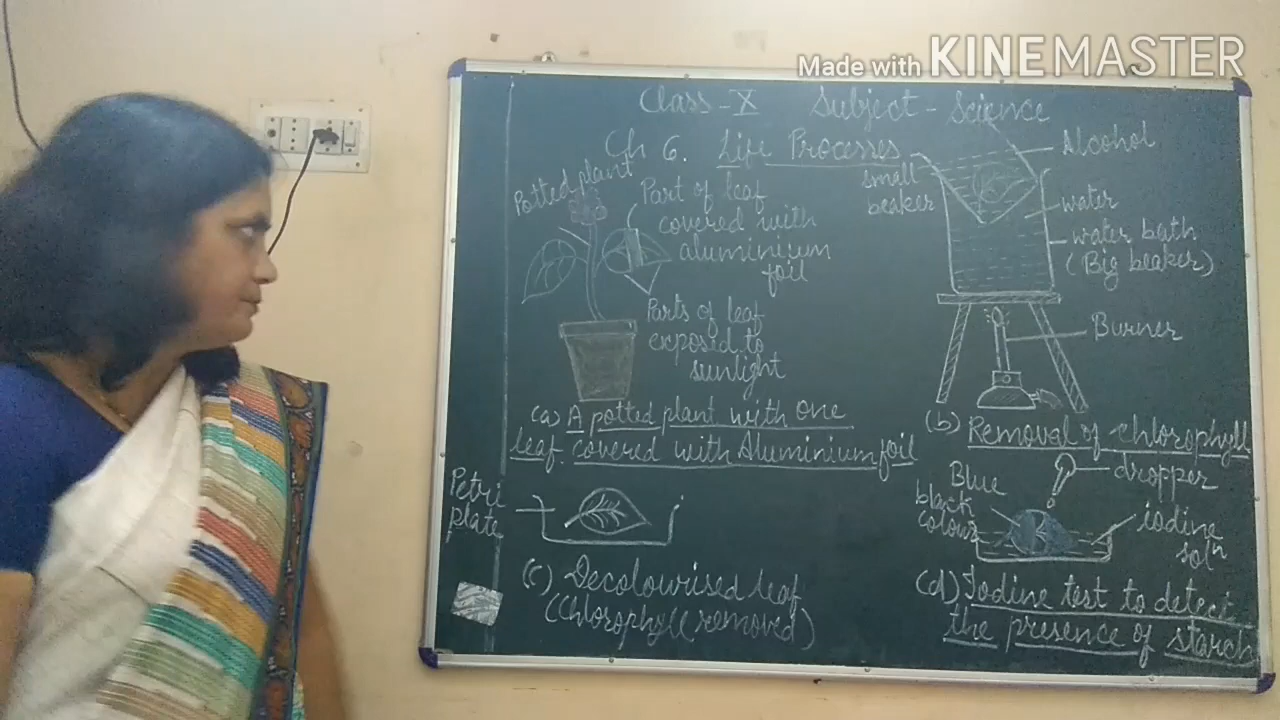 Made with KINEMASTER
Class-X Subject-Science
Ch 6. Life Processes
Potted plant
Part of leaf
covered with
aluminium
foil
Parts of leaf
exposed to
sunlight
(a) A potted plant with one
leaf covered with Aluminium foil
small
beaker
Alcohol
water
water bath
(Big beaker)
Burner
(b) Removal of chlorophyll
Petri
plate
(c) Decolourised leaf
(Chlorophyll removed)
Blue
black
colour
dropper
iodine
solⁿ
(d) Iodine test to detect
the presence of starch